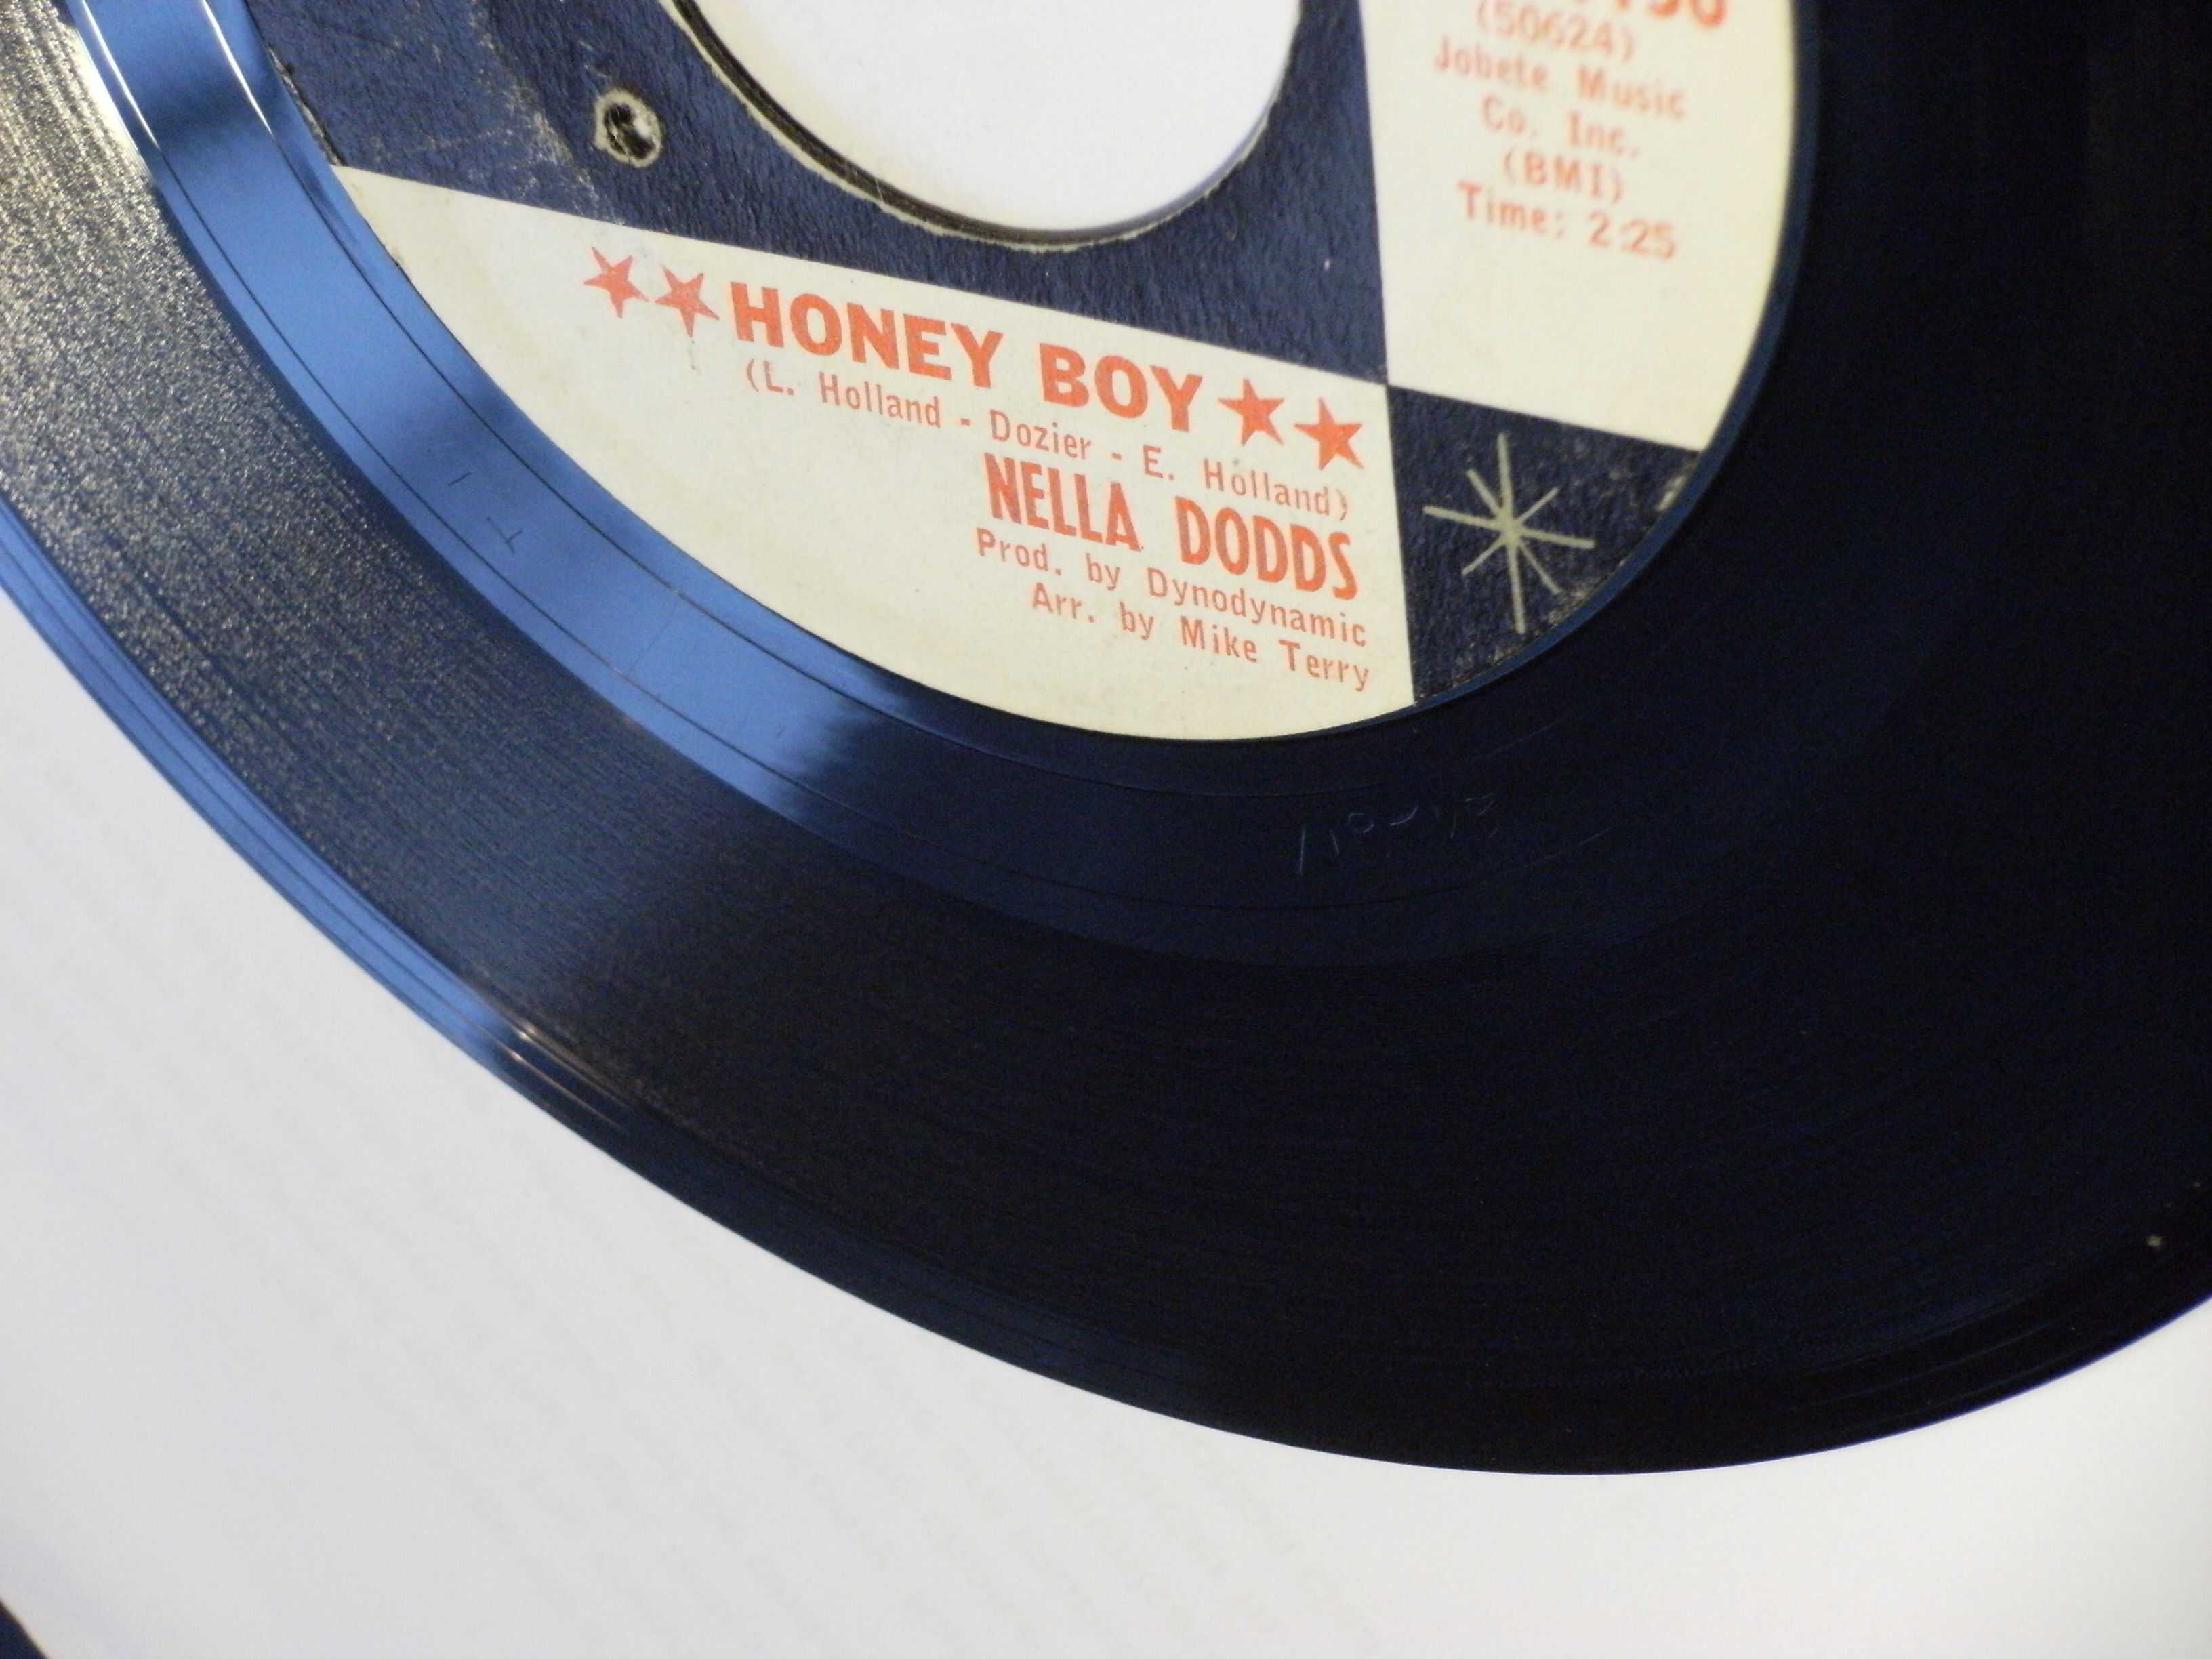 (50624)
Jobete Music
Co. Inc.
(BMI)
Time: 2:25
★★HONEY BOY★★
(L. Holland - Dozier - E. Holland)
NELLA DODDS
Prod. by Dynodynamic
Arr. by Mike Terry